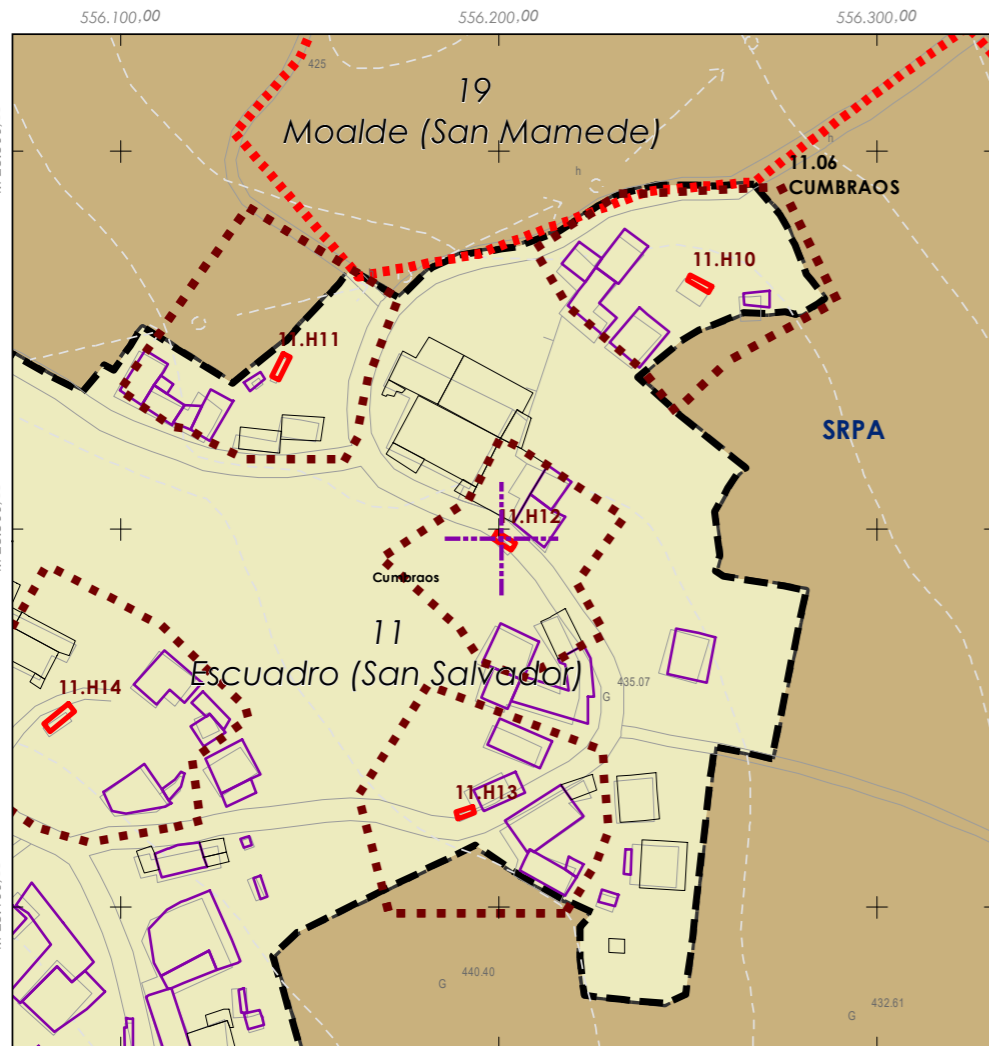 556.100,00
556.200,00
556.300,00
425
19
Moalde (San Mamede)
h
h
11.06
CUMBRAOS
11.H10
11.H11
SRPA
11.H12
Cumbraos
11
Escuadro (San Salvador)
11.H14
435.07
G
11.H13
440.40
G
432.61
G